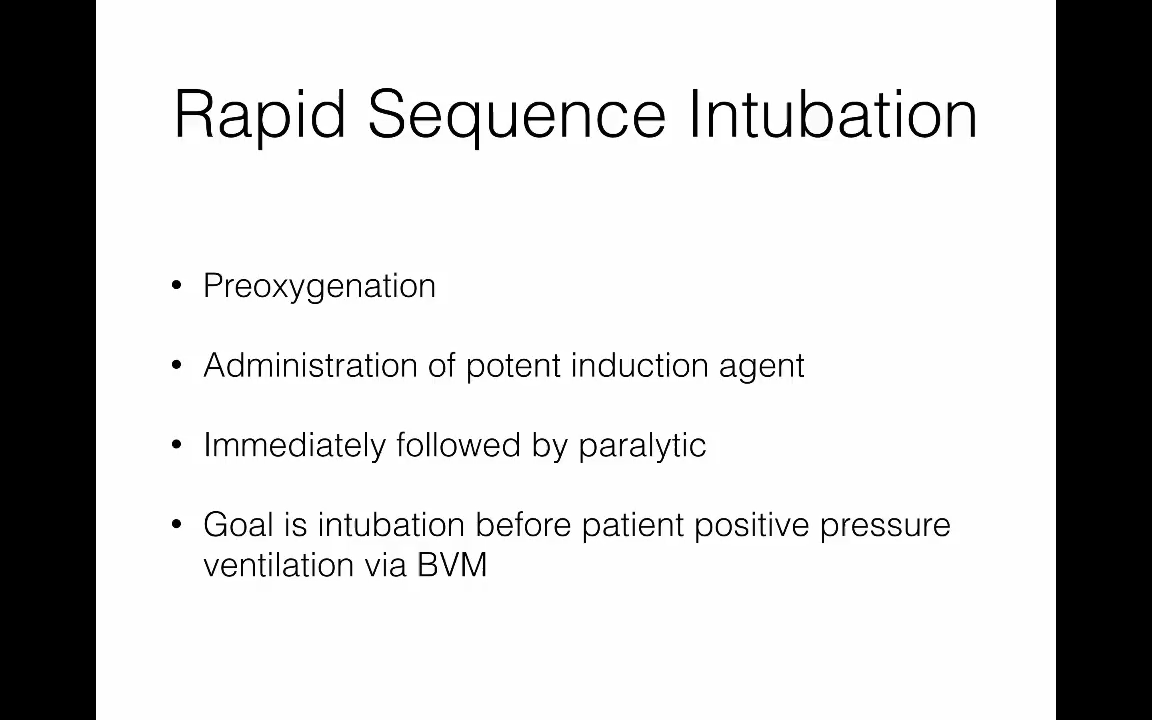 Rapid Sequence Intubation
• Preoxygenation
• Administration of potent induction agent
• Immediately followed by paralytic
• Goal is intubation before patient positive pressure
ventilation via BVM